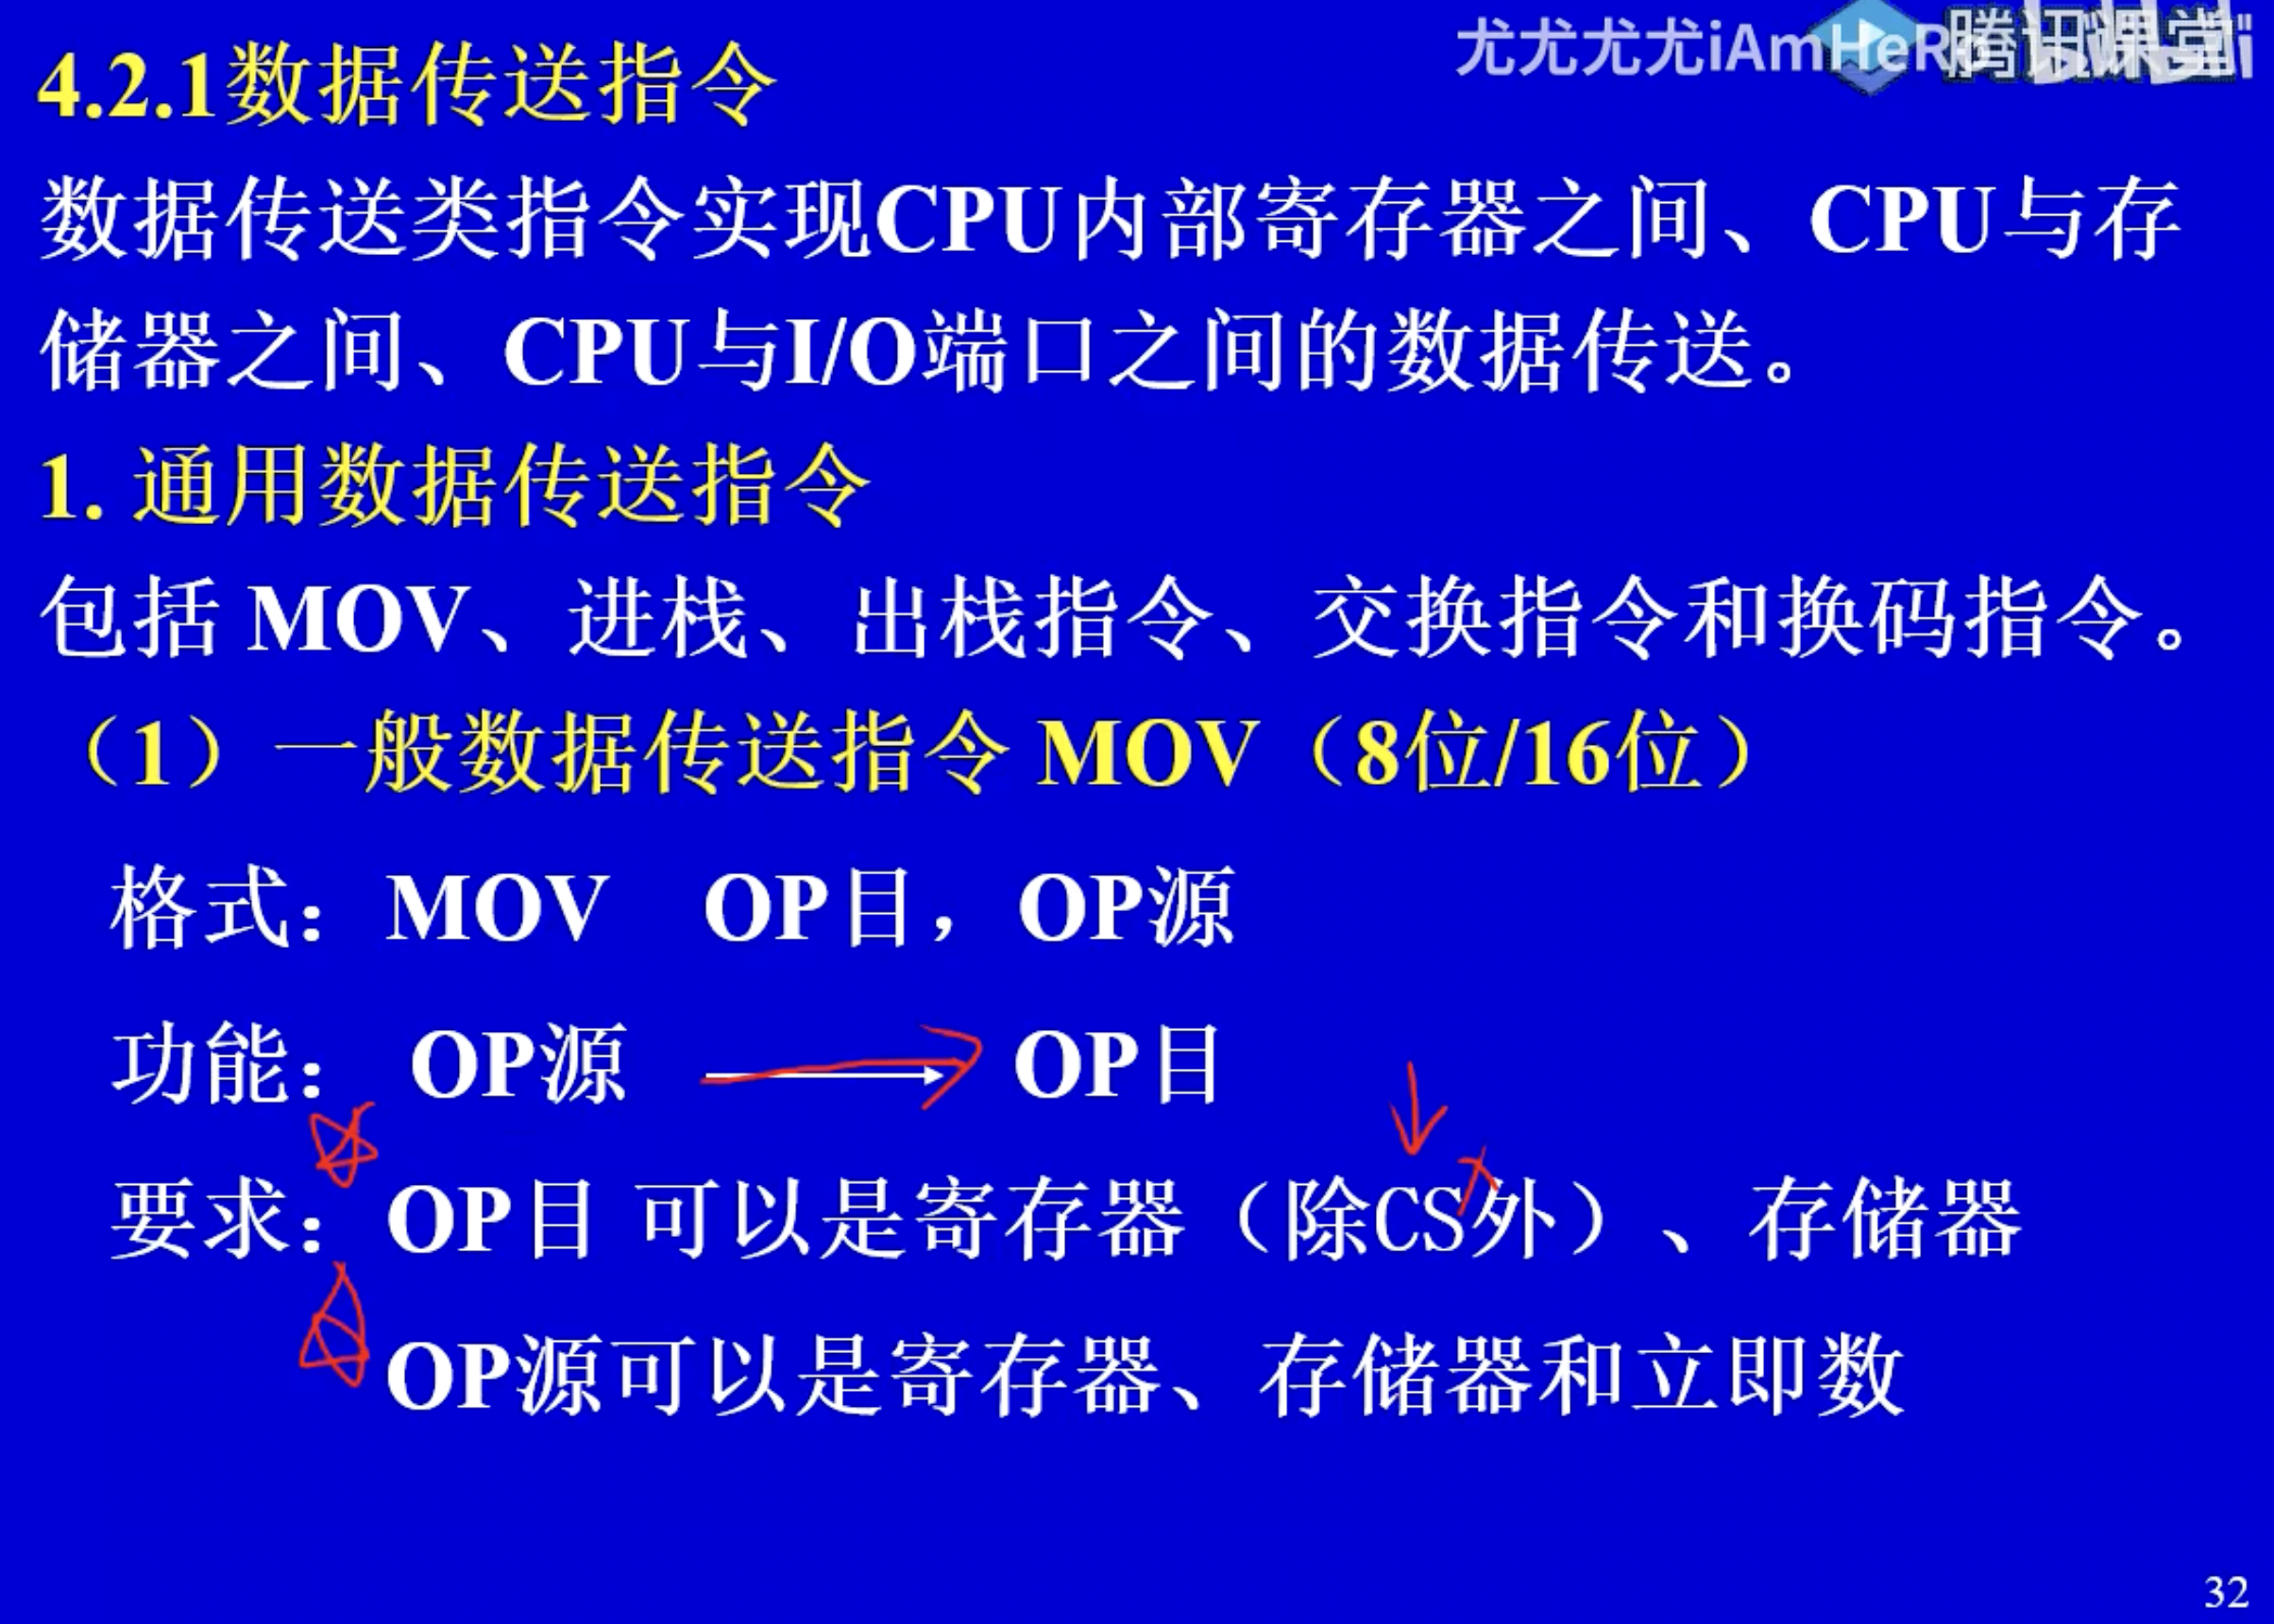 尤尤尤尤iAmHeRo
腾讯课堂
4.2.1数据传送指令
数据传送类指令实现CPU内部寄存器之间、CPU与存
储器之间、CPU与I/O端口之间的数据传送。
1. 通用数据传送指令
包括 MOV、进栈、出栈指令、交换指令和换码指令。
（1）一般数据传送指令 MOV（8位/16位）
格式：MOV OP目，OP源
功能： OP源 → OP目
要求：OP目 可以是寄存器（除CS外）、存储器
OP源可以是寄存器、存储器和立即数
32